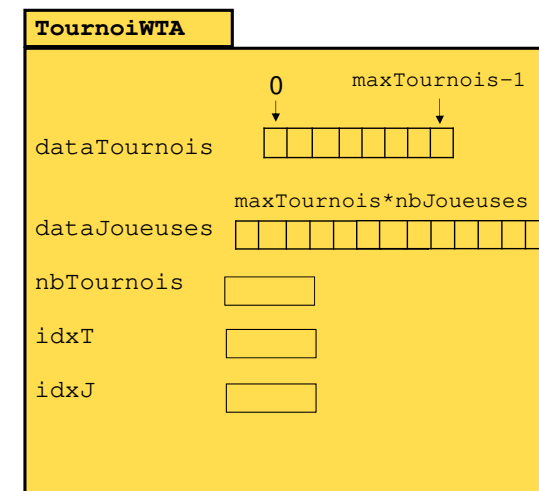 TournoiWTA
0 maxTournois-1
dataTournois
maxTournois*nbJoueuses
dataJoueuses
nbTournois
idxT
idxJ